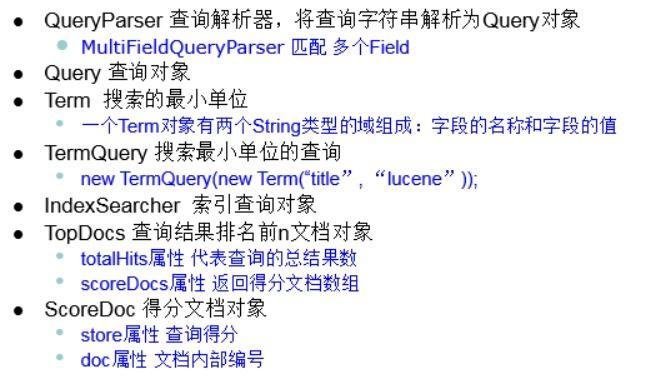 QueryParser 查询解析器，将查询字符串解析为Query对象
MultiFieldQueryParser 匹配 多个Field
Query 查询对象
Term 搜索的最小单位
一个Term对象有两个String类型的域组成：字段的名称和字段的值
TermQuery 搜索最小单位的查询
new TermQuery(new Term(“title”, “lucene”));
IndexSearcher 索引查询对象
TopDocs 查询结果排名前n文档对象
totalHits属性 代表查询的总结果数
scoreDocs属性 返回得分文档数组
ScoreDoc 得分文档对象
store属性 查询得分
doc属性 文档内部编号